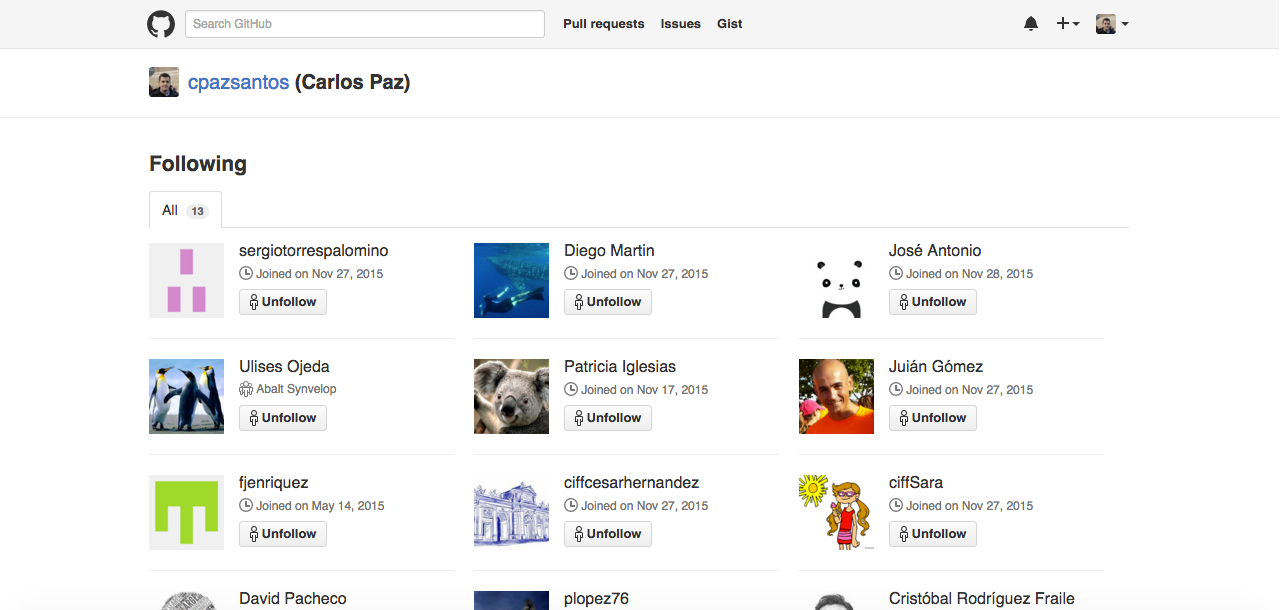 Search GitHub
Pull requests Issues Gist
cpazsantos (Carlos Paz)
Following
All 13
sergiotorrespalomino
Joined on Nov 27, 2015
Unfollow
Diego Martin
Joined on Nov 27, 2015
Unfollow
José Antonio
Joined on Nov 28, 2015
Unfollow
Ulises Ojeda
Abalt Synvelop
Unfollow
Patricia Iglesias
Joined on Nov 17, 2015
Unfollow
Juián Gómez
Joined on Nov 27, 2015
Unfollow
fjenriquez
Joined on May 14, 2015
Unfollow
ciffcesarhernandez
Joined on Nov 27, 2015
Unfollow
ciffSara
Joined on Nov 27, 2015
Unfollow
David Pacheco
plopez76
Cristóbal Rodríguez Fraile